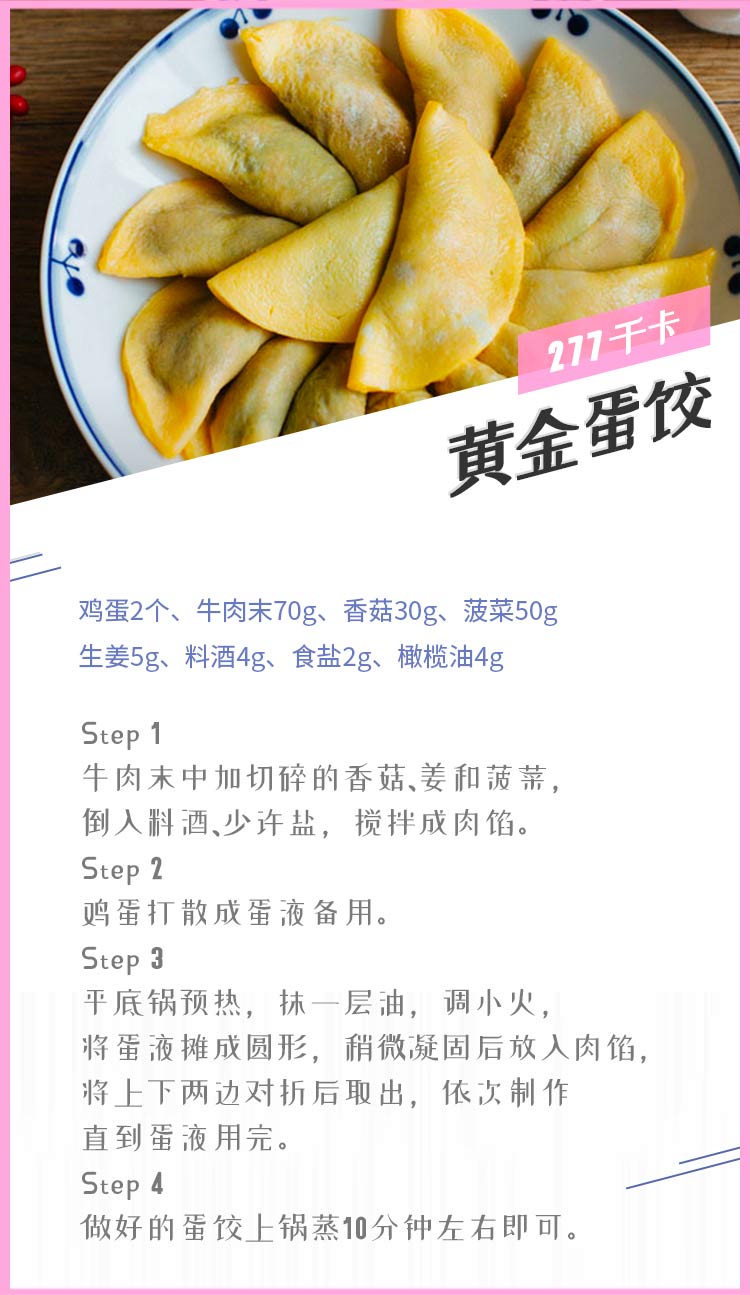 277千卡
黄金蛋饺
鸡蛋2个、牛肉末70g、香菇30g、菠菜50g
生姜5g、料酒4g、食盐2g、橄榄油4g
Step 1
牛肉末中加切碎的香菇、姜和菠菜，
倒入料酒、少许盐，搅拌成肉馅。
Step 2
鸡蛋打散成蛋液备用。
Step 3
平底锅预热，抹一层油，调小火，
将蛋液摊成圆形，稍微凝固后放入肉馅，
将上下两边对折后取出，依次制作
直到蛋液用完。
Step 4
做好的蛋饺上锅蒸10分钟左右即可。